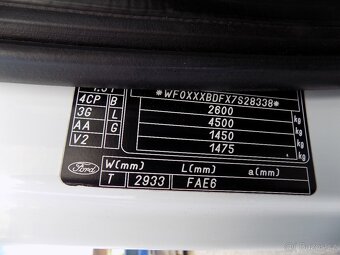 *WF0XXXBDFX7S28338*
4CP B 2600 kg
3G L 4500 kg
AA G 1450 kg
V2 1475 kg
Ford W(mm) L(mm) a(mm)
T 2933 FAE6